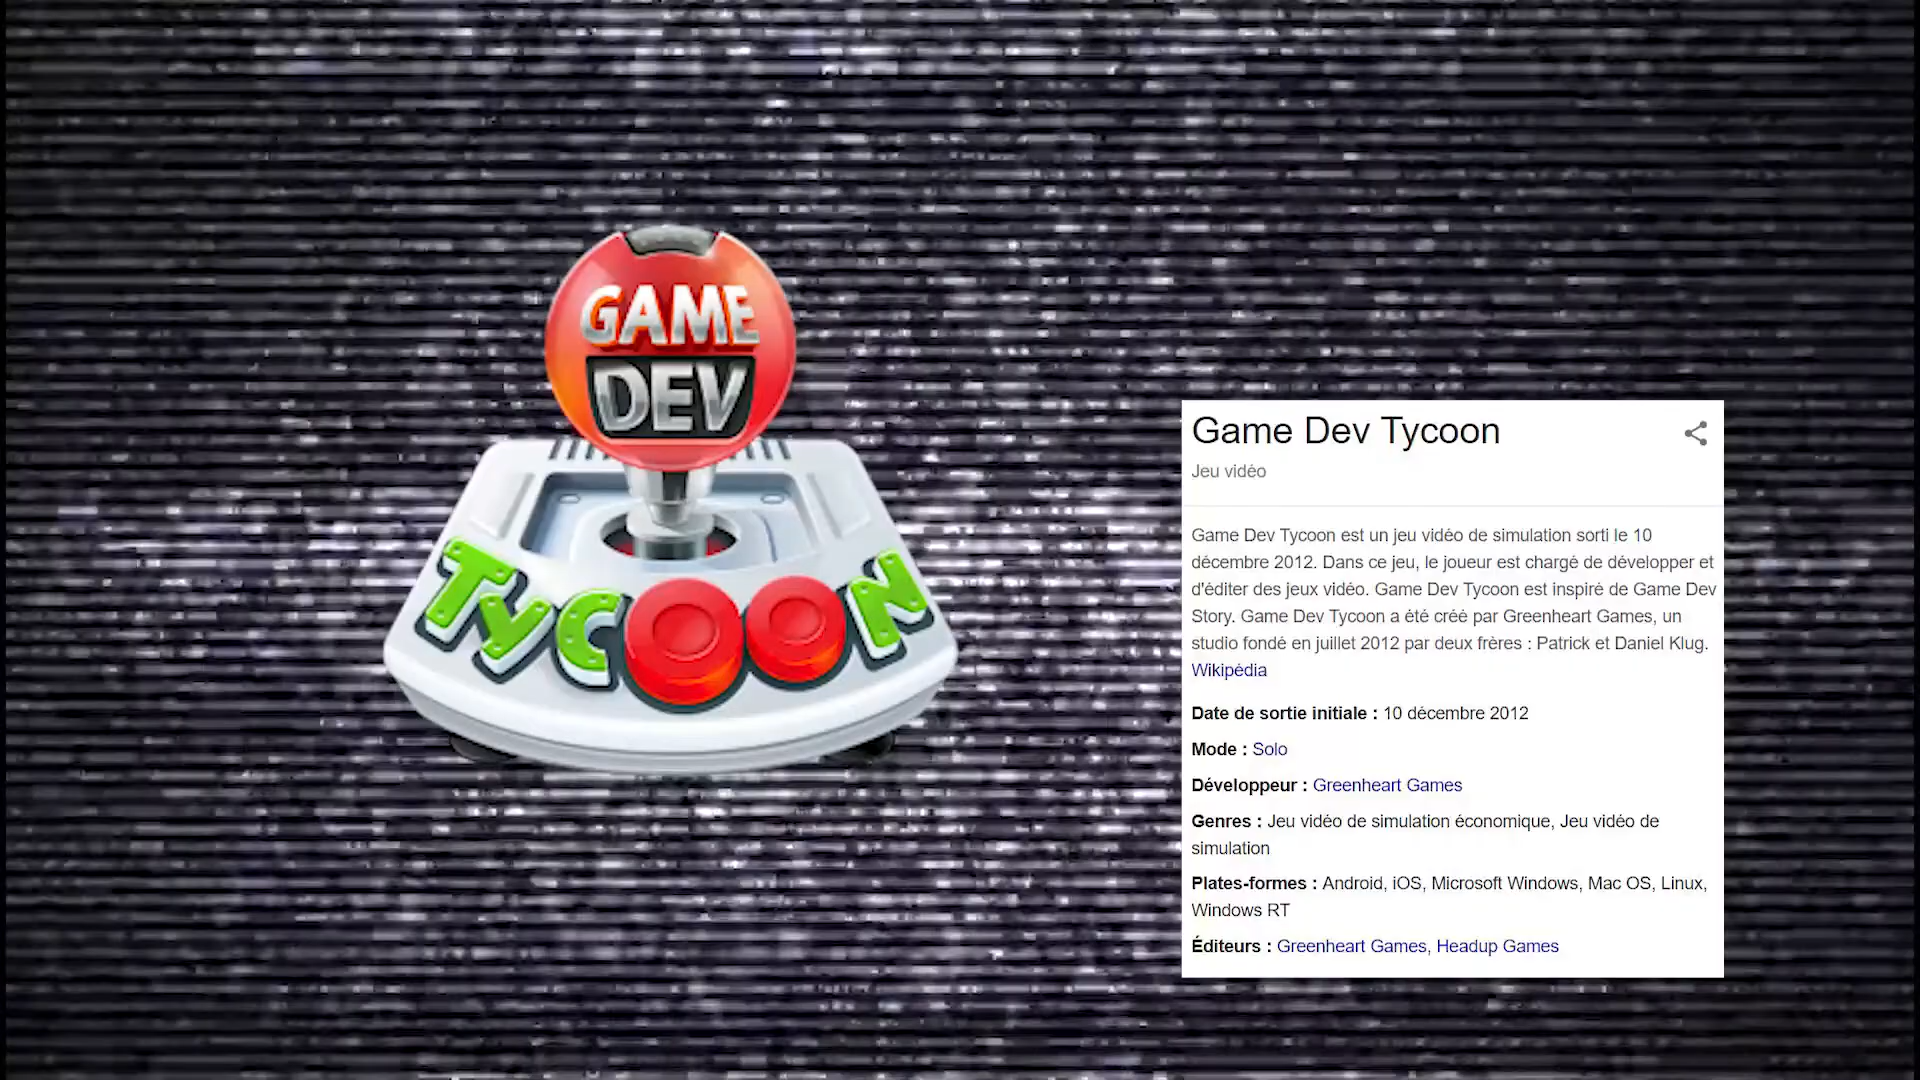 GAME
DEV
TYCOON
Game Dev Tycoon
Jeu vidéo
Game Dev Tycoon est un jeu vidéo de simulation sorti le 10
décembre 2012. Dans ce jeu, le joueur est chargé de développer et
d'éditer des jeux vidéo. Game Dev Tycoon est inspiré de Game Dev
Story. Game Dev Tycoon a été créé par Greenheart Games, un
studio fondé en juillet 2012 par deux frères : Patrick et Daniel Klug.
Wikipédia
Date de sortie initiale : 10 décembre 2012
Mode : Solo
Développeur : Greenheart Games
Genres : Jeu vidéo de simulation économique, Jeu vidéo de
simulation
Plates-formes : Android, iOS, Microsoft Windows, Mac OS, Linux,
Windows RT
Éditeurs : Greenheart Games, Headup Games